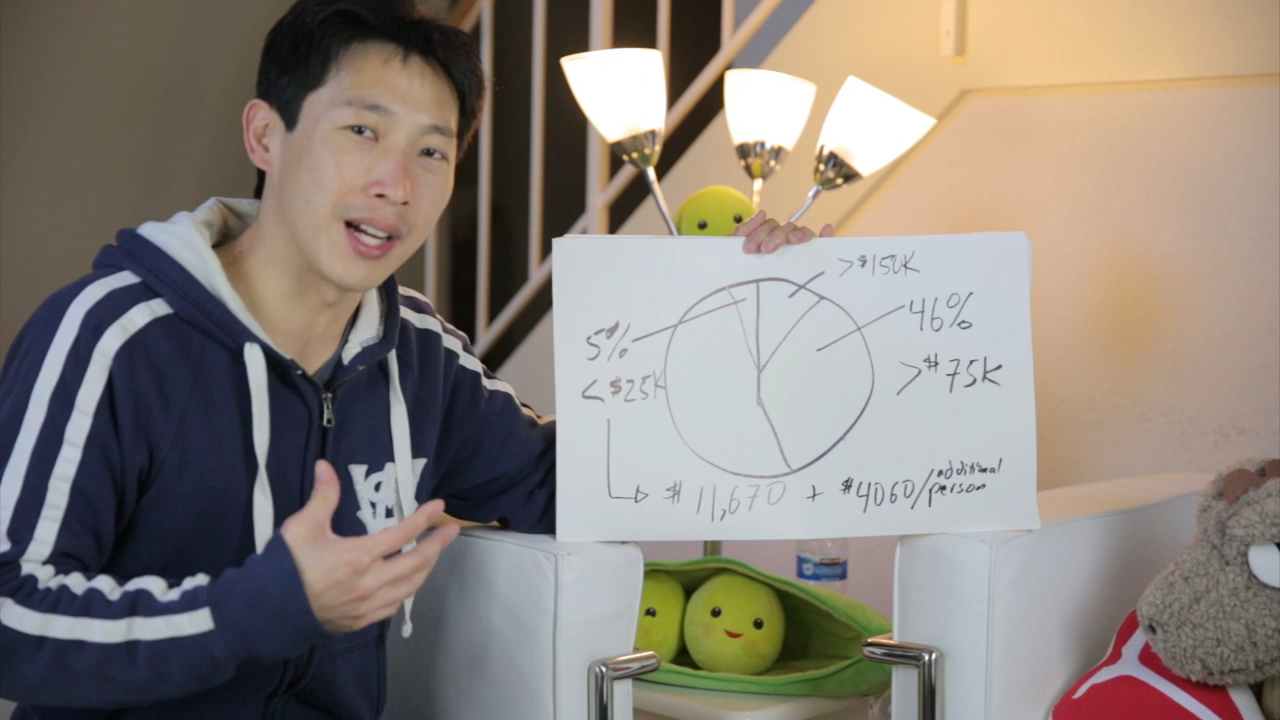 >$150K
46%
>$75K
5%
<$25K
$11,670 + $4060/additional person